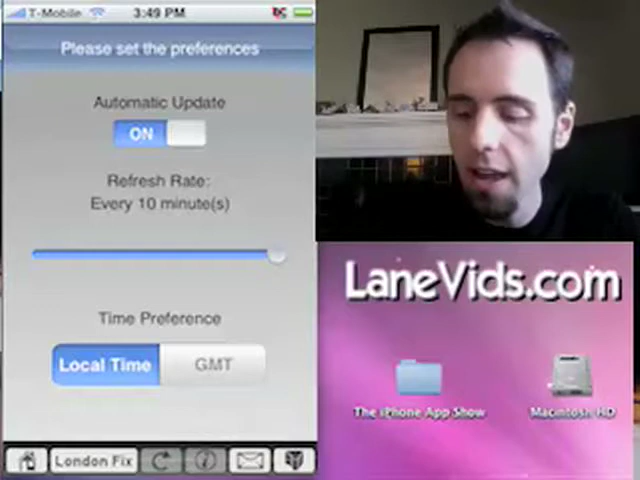 T-Mobile 3:49 PM
Please set the preferences
Automatic Update
ON
Refresh Rate:
Every 10 minute(s)
Time Preference
Local Time GMT
London Fix
LaneVids.com
The iPhone App Show Macintosh HD